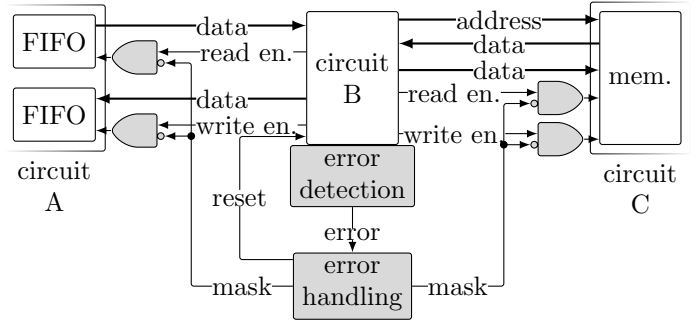 FIFO
data
read en.
FIFO
data
write en.
circuit
A
circuit
B
address
data
data
read en.
write en.
mem.
circuit
C
error
detection
reset
error
error
handling
mask
mask